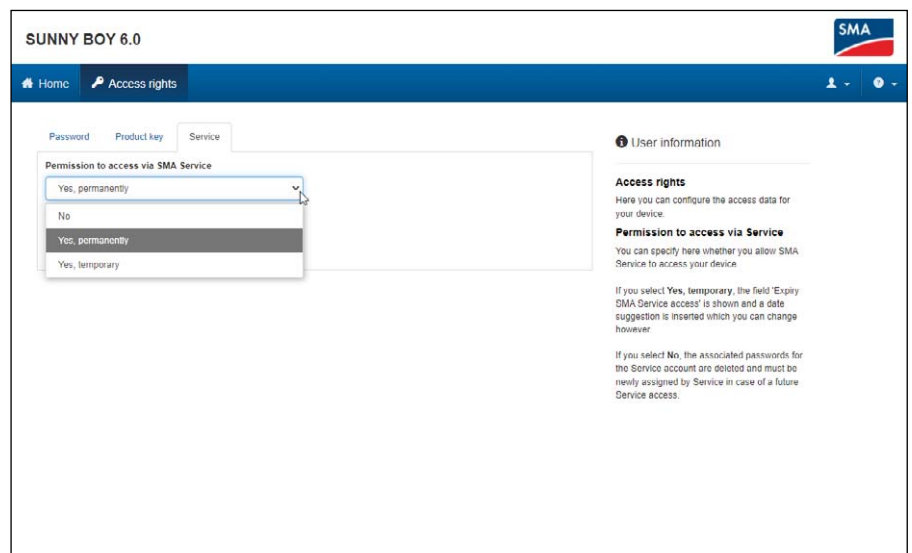 SUNNY BOY 6.0
SMA
Home
Access rights
Password
Product key
Service
Permission to access via SMA Service
Yes, permanently
No
Yes, permanently
Yes, temporary
User information
Access rights
Here you can configure the access data for
your device.
Permission to access via Service
You can specify here whether you allow SMA
Service to access your device
If you select Yes, temporary, the field 'Expiry
SMA Service access' is shown and a date
suggestion is inserted which you can change
however.
If you select No, the associated passwords for
the Service account are deleted and must be
newly assigned by Service in case of a future
Service access.